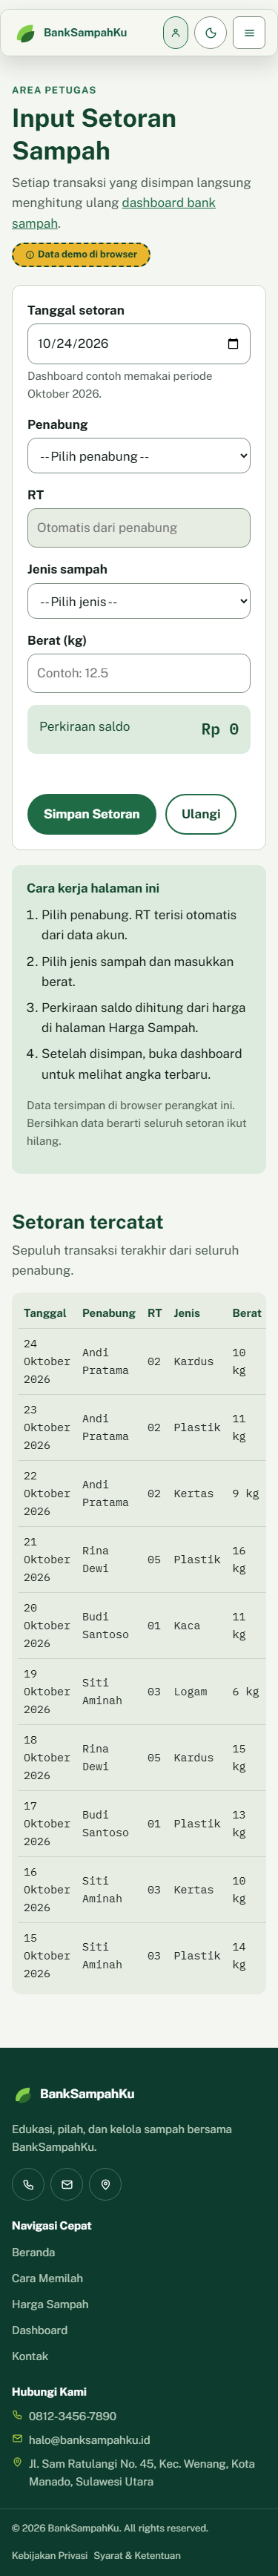 BankSampahKu
AREA PETUGAS
Input Setoran
Sampah
Setiap transaksi yang disimpan langsung
menghitung ulang dashboard bank
sampah.
Data demo di browser
Tanggal setoran
10/24/2026
Dashboard contoh memakai periode
Oktober 2026.
Penabung
-- Pilih penabung --
RT
Otomatis dari penabung
Jenis sampah
-- Pilih jenis --
Berat (kg)
Contoh: 12.5
Perkiraan saldo Rp 0
Simpan Setoran Ulangi
Cara kerja halaman ini
1. Pilih penabung. RT terisi otomatis
dari data akun.
2. Pilih jenis sampah dan masukkan
berat.
3. Perkiraan saldo dihitung dari harga
di halaman Harga Sampah.
4. Setelah disimpan, buka dashboard
untuk melihat angka terbaru.
Data tersimpan di browser perangkat ini.
Bersihkan data berarti seluruh setoran ikut
hilang.
Setoran tercatat
Sepuluh transaksi terakhir dari seluruh
penabung.
Tanggal Penabung RT Jenis Berat
24 Oktober 2026 Andi Pratama 02 Kardus 10 kg
23 Oktober 2026 Andi Pratama 02 Plastik 11 kg
22 Oktober 2026 Andi Pratama 02 Kertas 9 kg
21 Oktober 2026 Rina Dewi 05 Plastik 16 kg
20 Oktober 2026 Budi Santoso 01 Kaca 11 kg
19 Oktober 2026 Siti Aminah 03 Logam 6 kg
18 Oktober 2026 Rina Dewi 05 Kardus 15 kg
17 Oktober 2026 Budi Santoso 01 Plastik 13 kg
16 Oktober 2026 Siti Aminah 03 Kertas 10 kg
15 Oktober 2026 Siti Aminah 03 Plastik 14 kg
BankSampahKu
Edukasi, pilah, dan kelola sampah bersama
BankSampahKu.
Navigasi Cepat
Beranda
Cara Memilah
Harga Sampah
Dashboard
Kontak
Hubungi Kami
0812-3456-7890
halo@banksampahku.id
Jl. Sam Ratulangi No. 45, Kec. Wenang, Kota
Manado, Sulawesi Utara
© 2026 BankSampahKu. All rights reserved.
Kebijakan Privasi Syarat & Ketentuan